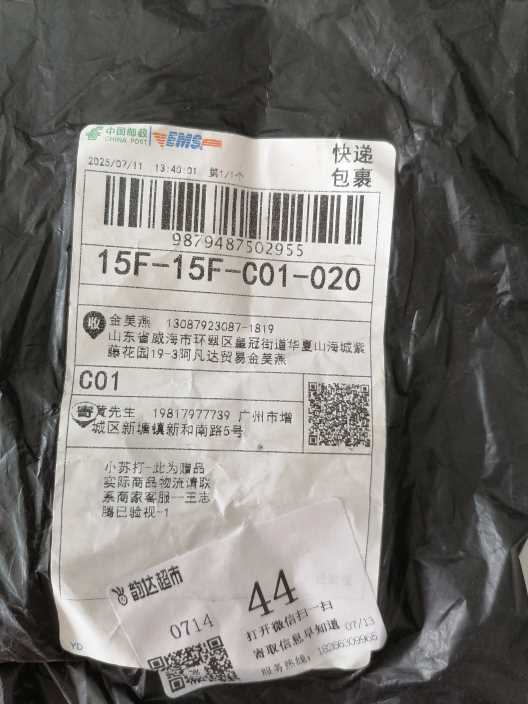 中国邮政 EMS
CHINA POST
快递
包裹
2025/07/11 13:40:01 第1/1个
9879487502955
15F-15F-C01-020
收 金美燕 13087923087-1819
山东省威海市环翠区皇冠街道华夏山海城紫
藤花园19-3阿凡达贸易金美燕
C01
寄 黄先生 19817977739 广州市增
城区新塘镇新和南路5号
小苏打-此为赠品
实际商品物流请联
系商家客服--王志
腾已验视-1
韵达超市
0714
44
打开微信扫一扫
寄取信息早知道 07/13
服务热线: 18266309966
YD